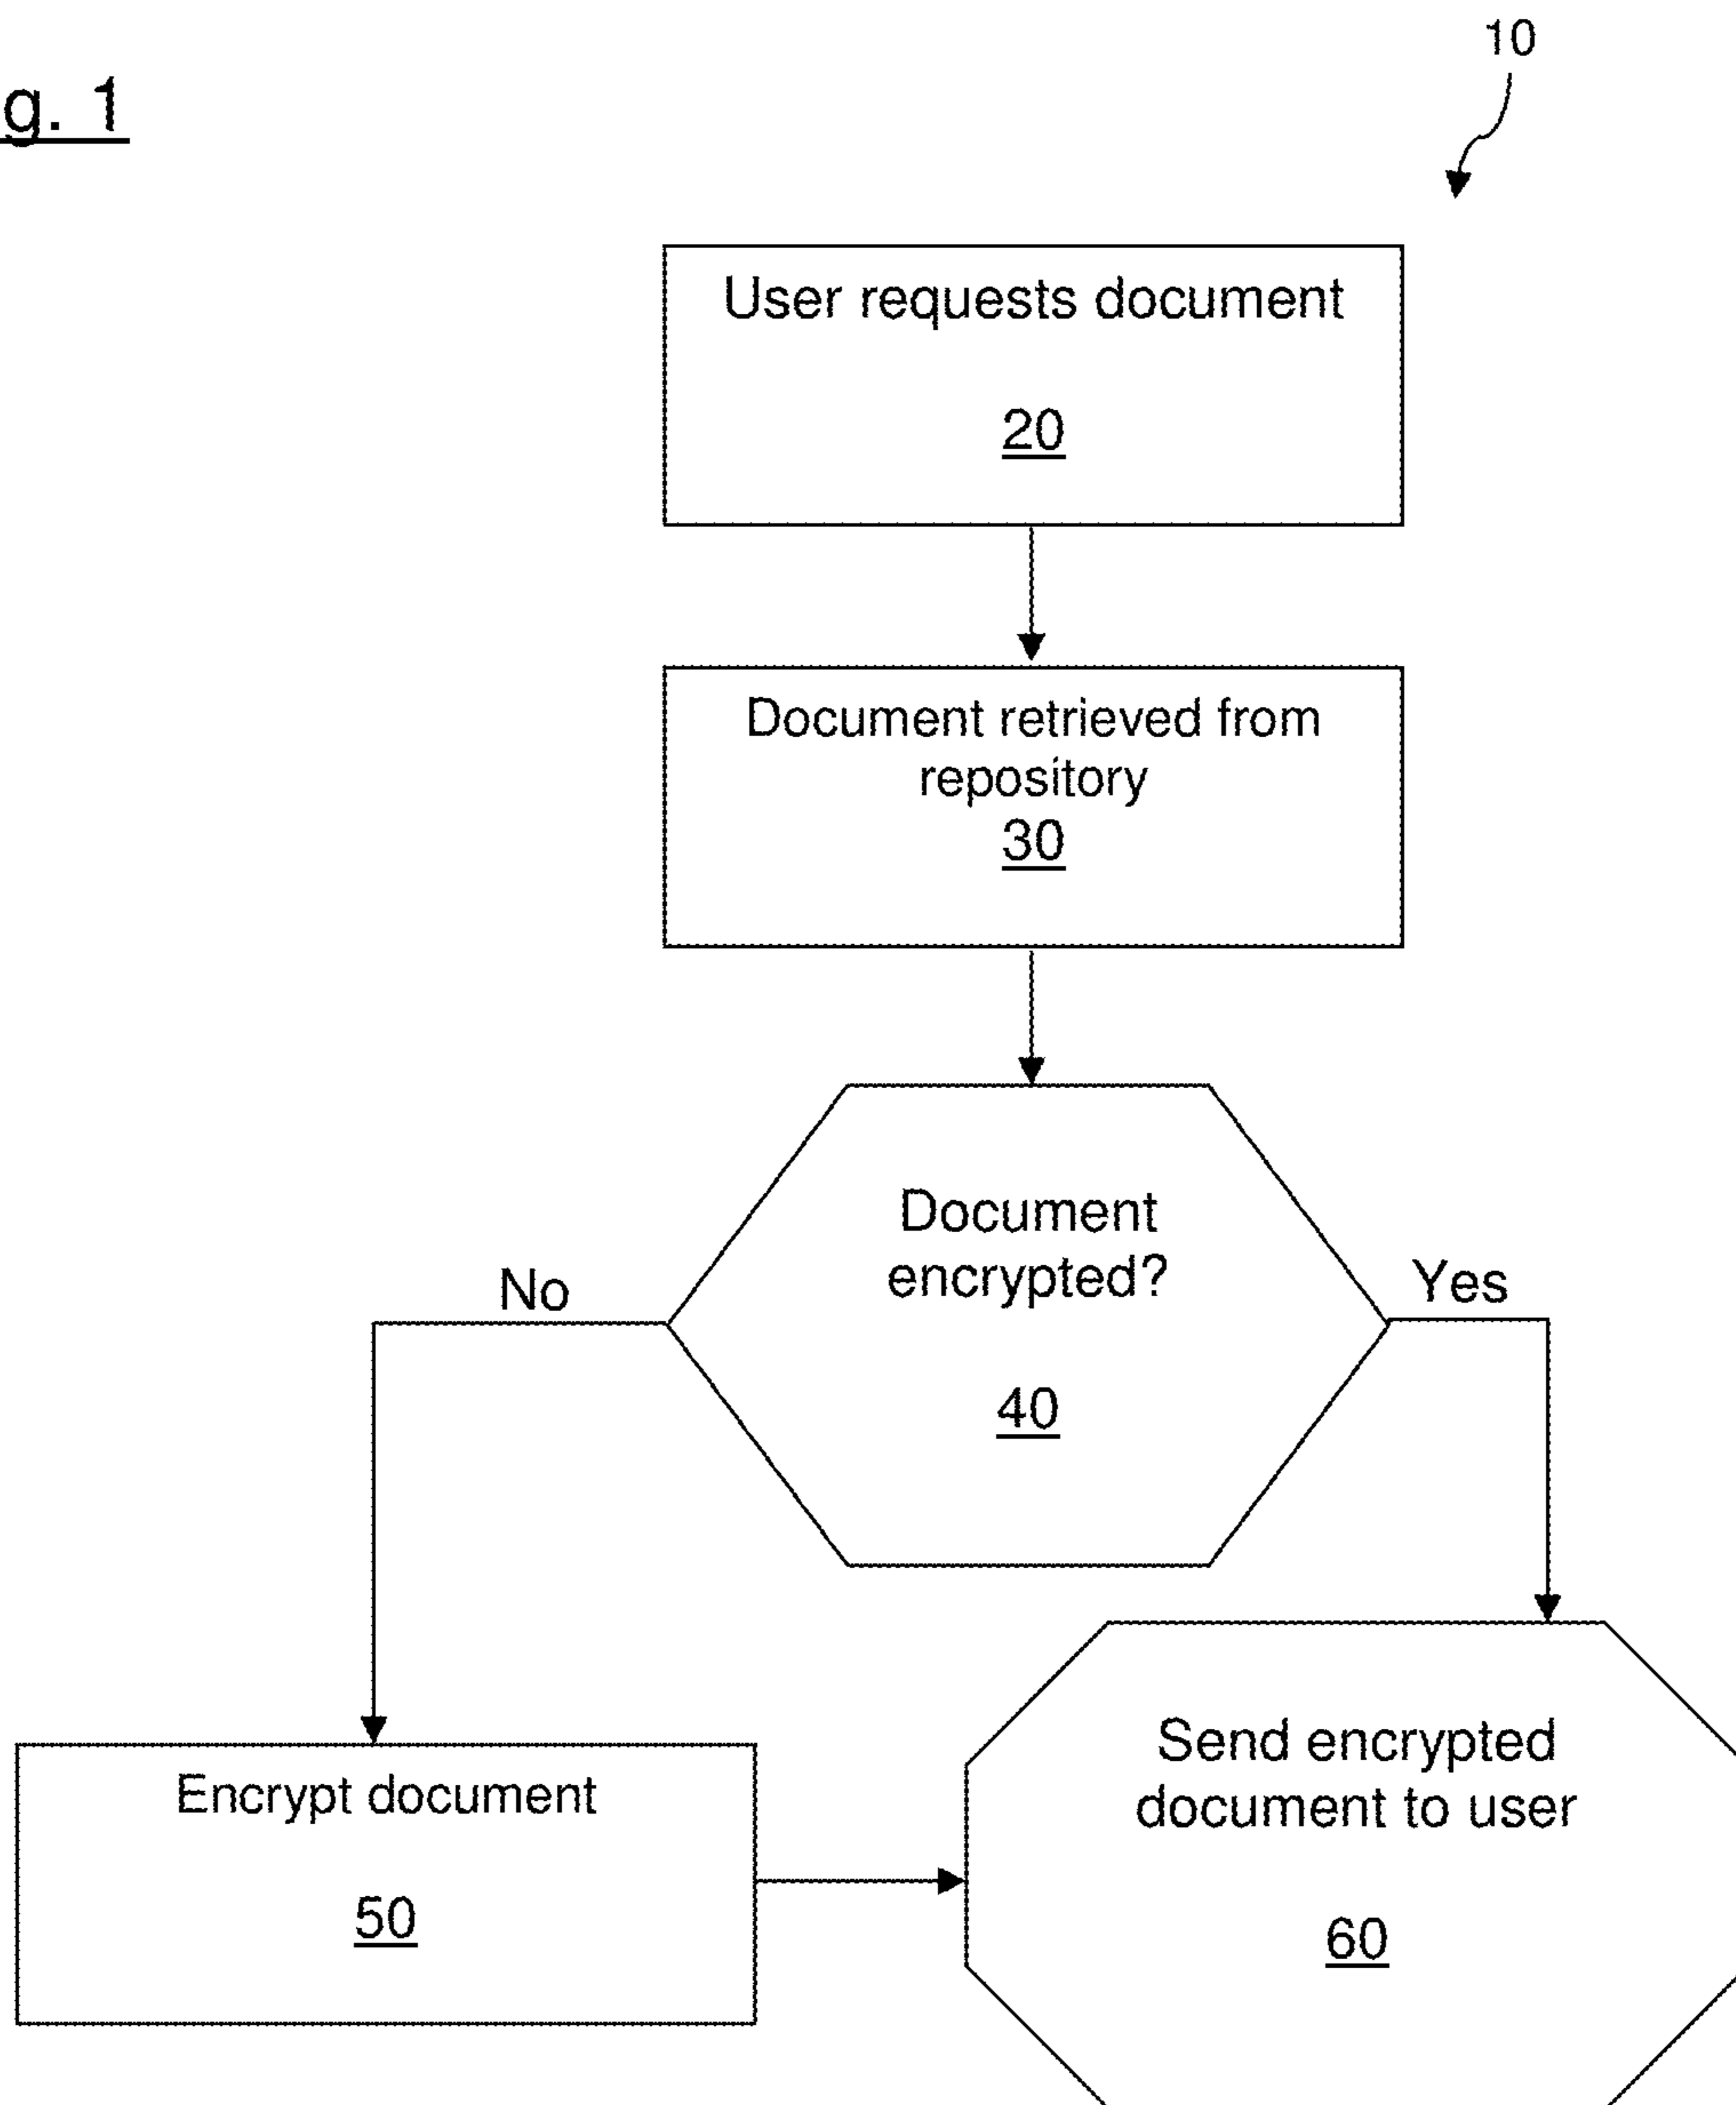 g. 1
10
User requests document
20
Document retrieved from
repository
30
Document
encrypted?
40
No
Yes
Encrypt document
50
Send encrypted
document to user
60